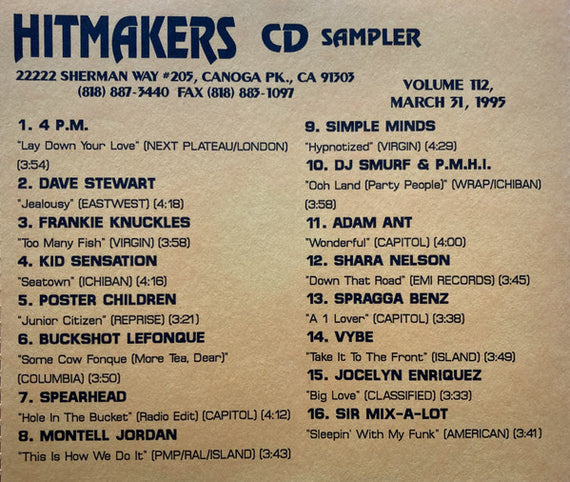 HITMAKERS CD SAMPLER
22222 SHERMAN WAY #205, CANOGA PK., CA 91303
(818) 887-3440 FAX (818) 883-1097
VOLUME 112,
MARCH 31, 1995
1. 4 P.M.
"Lay Down Your Love" (NEXT PLATEAU/LONDON)
(3:54)
2. DAVE STEWART
"Jealousy" (EASTWEST) (4:18)
3. FRANKIE KNUCKLES
"Too Many Fish" (VIRGIN) (3:58)
4. KID SENSATION
"Seatown" (ICHIBAN) (4:16)
5. POSTER CHILDREN
"Junior Citizen" (REPRISE) (3:21)
6. BUCKSHOT LEFONQUE
"Some Cow Fonque (More Tea, Dear)"
(COLUMBIA) (3:50)
7. SPEARHEAD
"Hole In The Bucket" (Radio Edit) (CAPITOL) (4:12)
8. MONTELL JORDAN
"This Is How We Do It" (PMP/RAL/ISLAND) (3:43)
9. SIMPLE MINDS
"Hypnotized" (VIRGIN) (4:29)
10. DJ SMURF & P.M.H.I.
"Ooh Land (Party People)" (WRAP/ICHIBAN)
(3:58)
11. ADAM ANT
"Wonderful" (CAPITOL) (4:00)
12. SHARA NELSON
"Down That Road" (EMI RECORDS) (3:45)
13. SPRAGGA BENZ
"A 1 Lover" (CAPITOL) (3:38)
14. VYBE
"Take It To The Front" (ISLAND) (3:49)
15. JOCELYN ENRIQUEZ
"Big Love" (CLASSIFIED) (3:33)
16. SIR MIX-A-LOT
"Sleepin' With My Funk" (AMERICAN) (3:41)